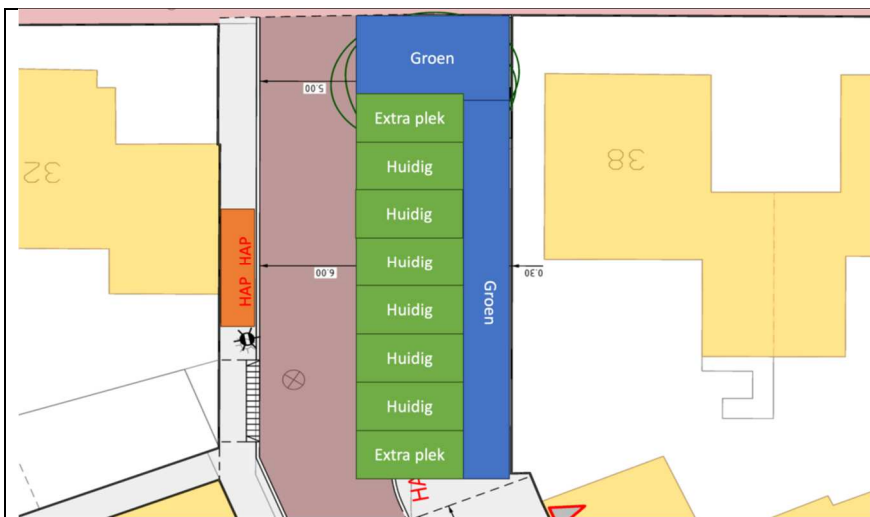 Groen
5.00
Extra plek
Huidig
32
38
Huidig
HAP HAP
Huidig
6.00
0.30
Huidig
Groen
Huidig
Huidig
Extra plek